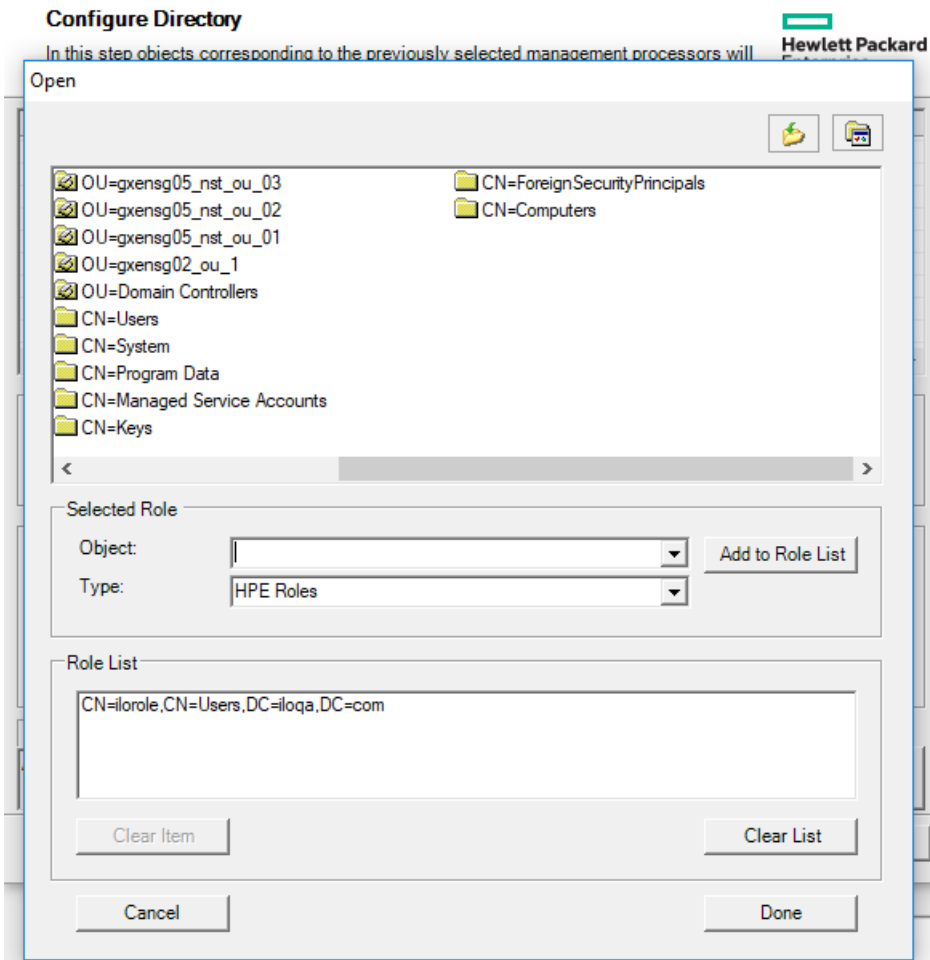 Configure Directory
In this step objects corresponding to the previously selected management processors will
Hewlett Packard
Enterprise
Open
OU=gxensg05_nst_ou_03
OU=gxensg05_nst_ou_02
OU=gxensg05_nst_ou_01
OU=gxensg02_ou_1
OU=Domain Controllers
CN=Users
CN=System
CN=Program Data
CN=Managed Service Accounts
CN=Keys
CN=ForeignSecurityPrincipals
CN=Computers
Selected Role
Object:
Add to Role List
Type:
HPE Roles
Role List
CN=ilorole,CN=Users,DC=iloqa,DC=com
Clear Item
Clear List
Cancel
Done